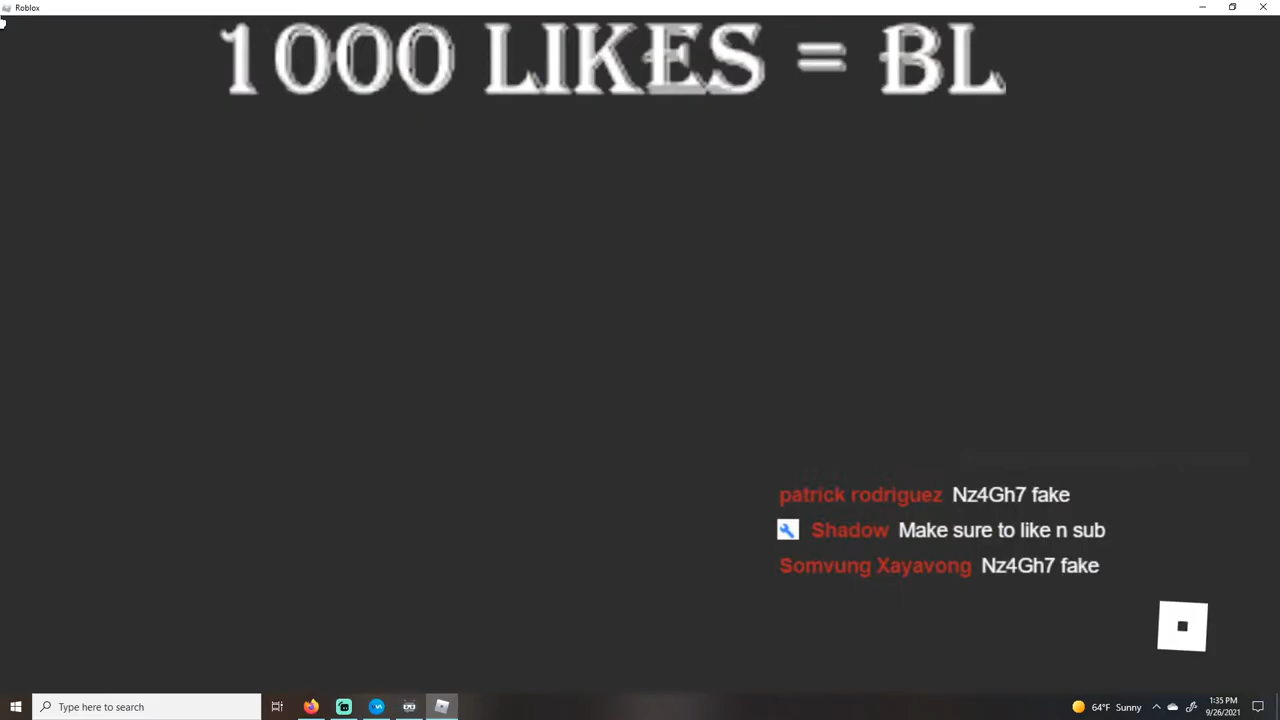 Roblox
1000 LIKES = BL
patrick rodriguez Nz4Gh7 fake
Shadow Make sure to like n sub
Somvung Xayavong Nz4Gh7 fake
Type here to search
64°F Sunny
1:35 PM
9/26/2021